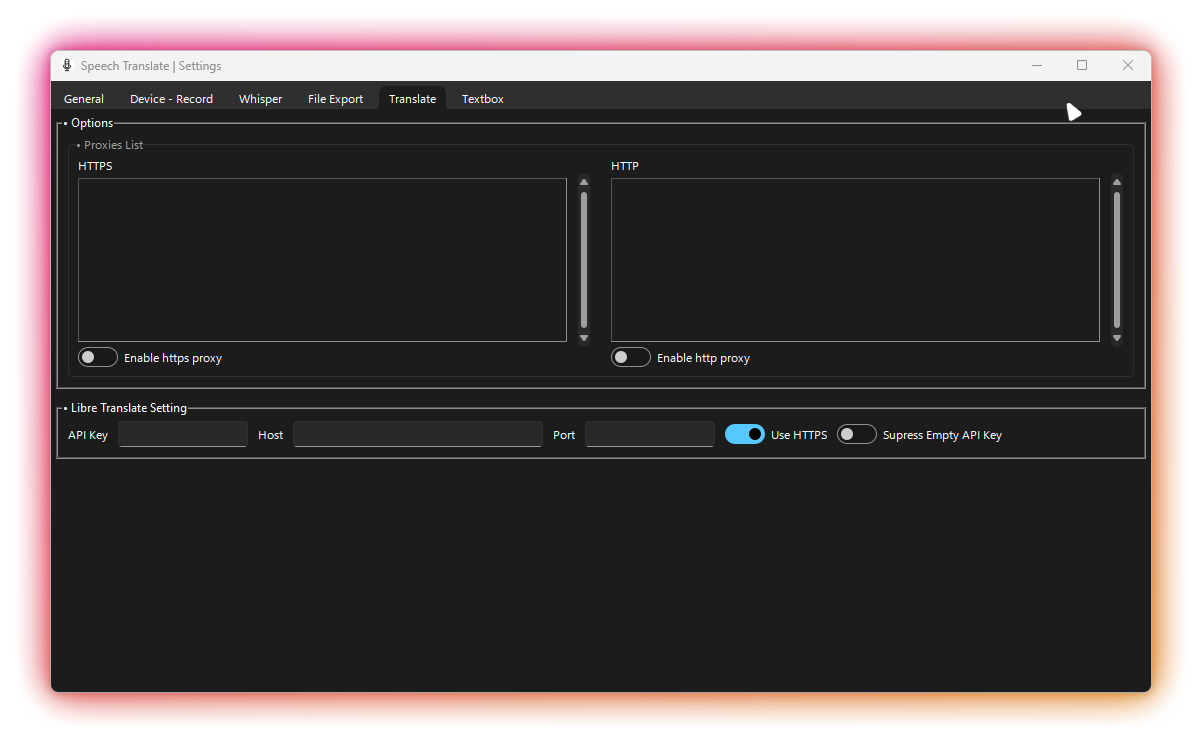 Speech Translate | Settings
General Device - Record Whisper File Export Translate Textbox
• Options
• Proxies List
HTTPS HTTP
Enable https proxy Enable http proxy
• Libre Translate Setting
API Key Host Port Use HTTPS Supress Empty API Key